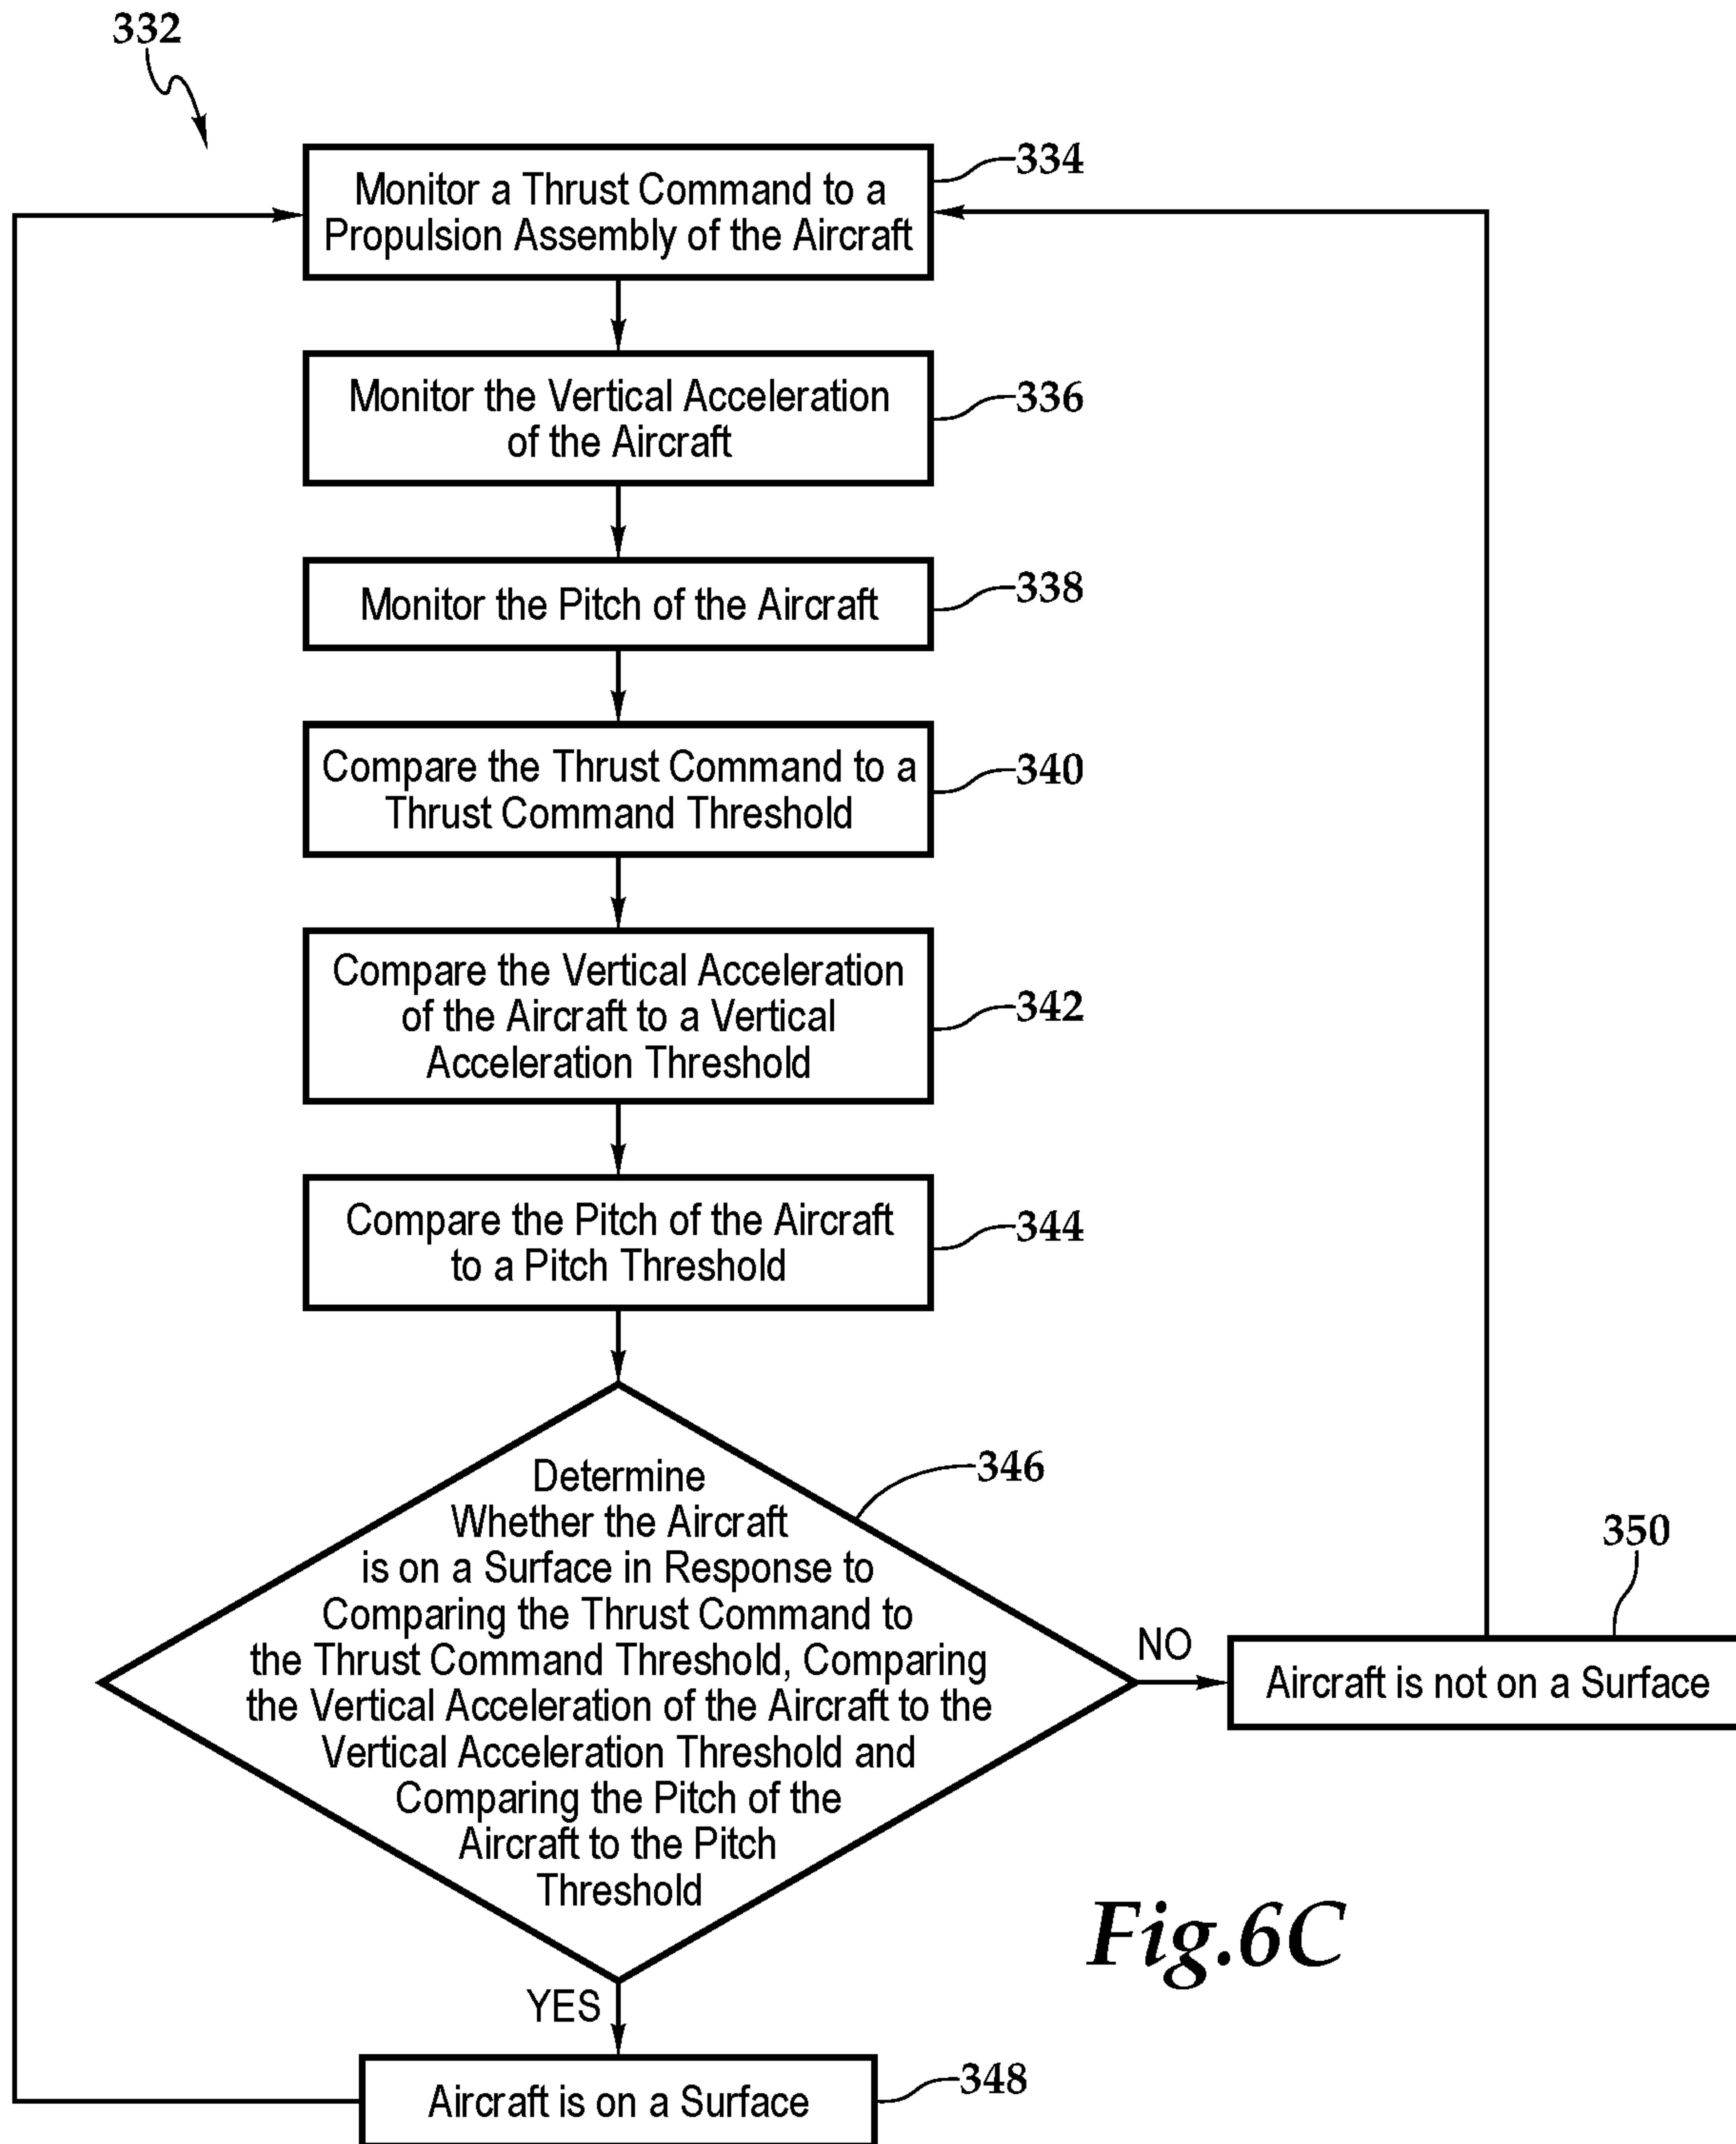 332
334
Monitor a Thrust Command to a
Propulsion Assembly of the Aircraft
336
Monitor the Vertical Acceleration
of the Aircraft
338
Monitor the Pitch of the Aircraft
340
Compare the Thrust Command to a
Thrust Command Threshold
342
Compare the Vertical Acceleration
of the Aircraft to a Vertical
Acceleration Threshold
344
Compare the Pitch of the Aircraft
to a Pitch Threshold
346
Determine
Whether the Aircraft
is on a Surface in Response to
Comparing the Thrust Command to
the Thrust Command Threshold, Comparing
the Vertical Acceleration of the Aircraft to the
Vertical Acceleration Threshold and
Comparing the Pitch of the
Aircraft to the Pitch
Threshold
NO
350
Aircraft is not on a Surface
YES
348
Aircraft is on a Surface
Fig.6C